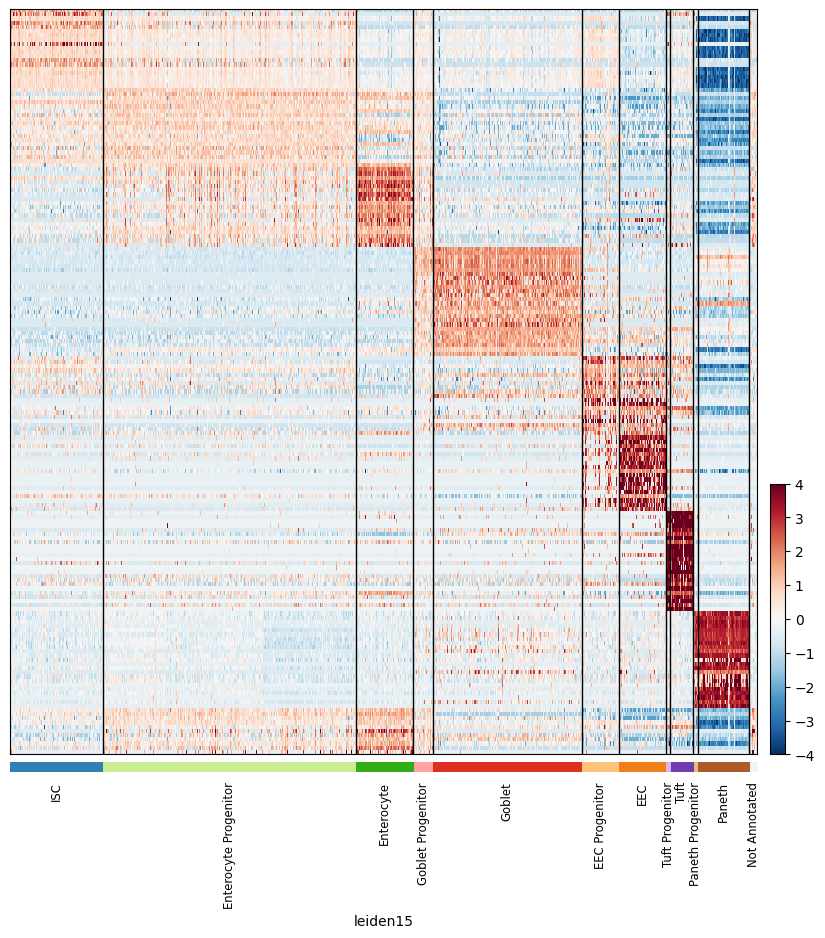 4
3
2
1
0
−1
−2
−3
−4
ISC
Enterocyte Progenitor
Enterocyte
Goblet Progenitor
Goblet
EEC Progenitor
EEC
Tuft Progenitor
Tuft
Paneth Progenitor
Paneth
Not Annotated
leiden15